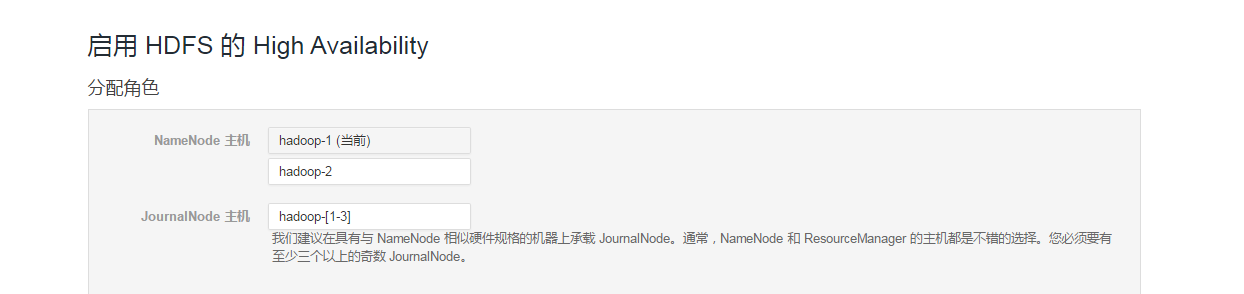 启用 HDFS 的 High Availability
分配角色
NameNode 主机
hadoop-1 (当前)
hadoop-2
JournalNode 主机
hadoop-[1-3]
我们建议在具有与 NameNode 相似硬件规格的机器上承载 JournalNode。通常，NameNode 和 ResourceManager 的主机都是不错的选择。您必须要有
至少三个以上的奇数 JournalNode。